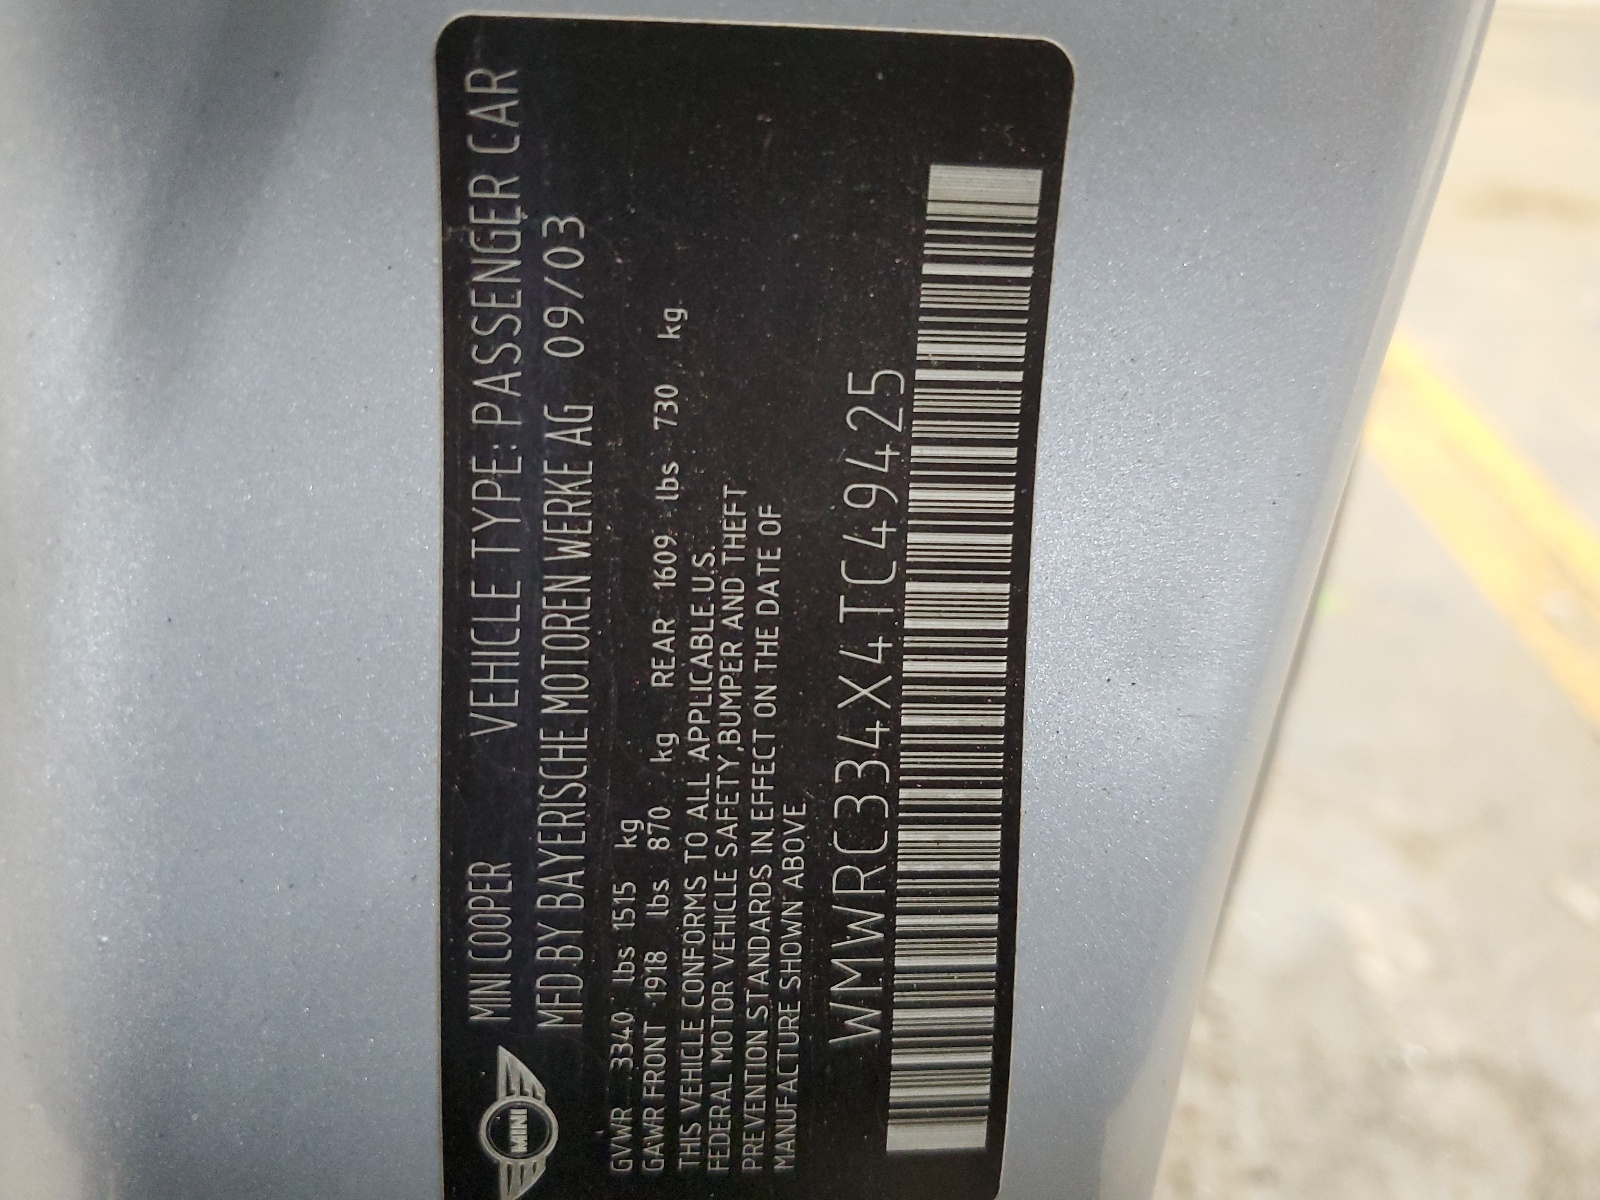 MINI
MINI COOPER VEHICLE TYPE: PASSENGER CAR
MFD BY BAYERISCHE MOTOREN WERKE AG 09/03
GVWR 3340 lbs 1515 kg
GAWR FRONT 1918 lbs 870 kg REAR 1609 lbs 730 kg
THIS VEHICLE CONFORMS TO ALL APPLICABLE U.S.
FEDERAL MOTOR VEHICLE SAFETY,BUMPER AND THEFT
PREVENTION STANDARDS IN EFFECT ON THE DATE OF
MANUFACTURE SHOWN ABOVE.
WMWRC334X4TC49425